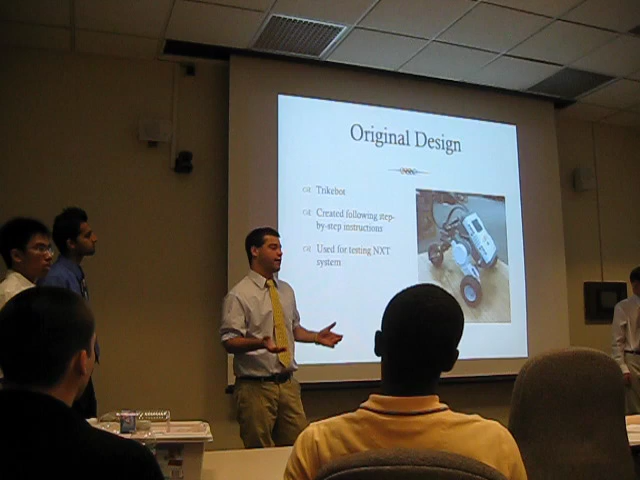 Original Design
Trikebot
Created following step-
by-step instructions
Used for testing NXT
system